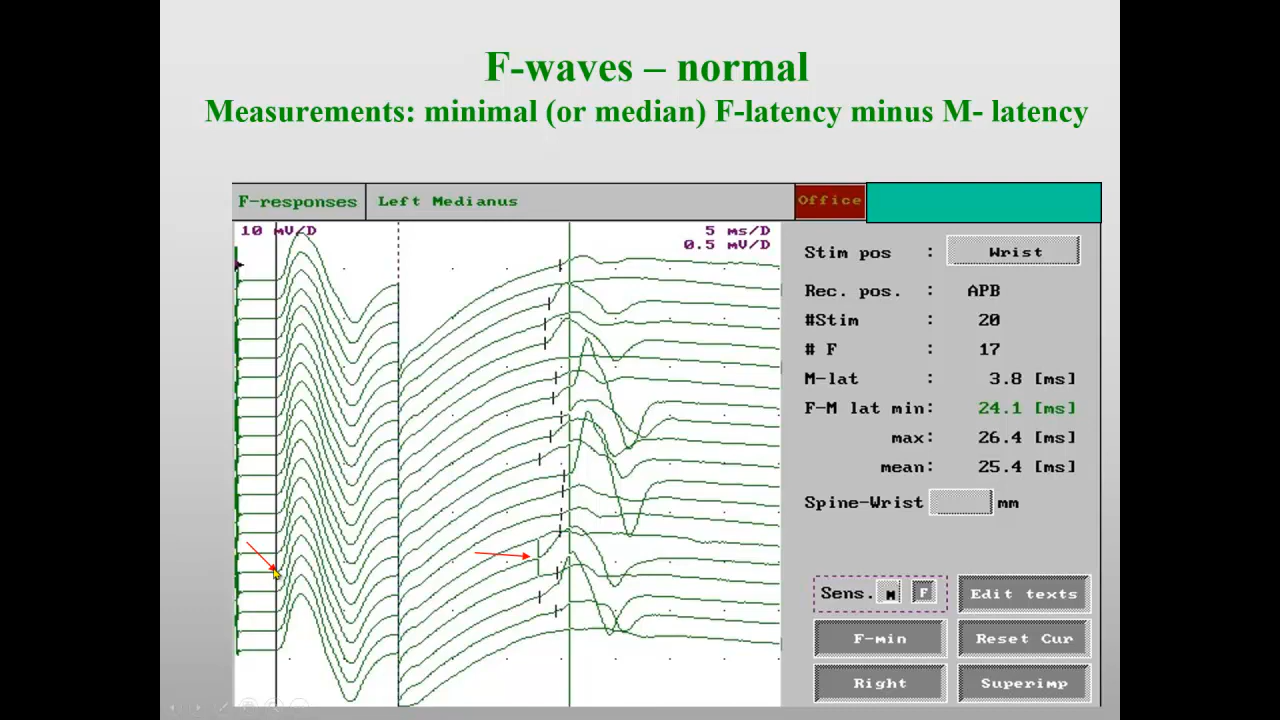 F-waves – normal
Measurements: minimal (or median) F-latency minus M- latency
F-responses
Left Medianus
Office
10 mV/D
5 ms/D
0.5 mV/D
Stim pos : Wrist
Rec. pos. : APB
#Stim : 20
# F : 17
M-lat : 3.8 [ms]
F-M lat min: 24.1 [ms]
max: 26.4 [ms]
mean: 25.4 [ms]
Spine-Wrist mm
Sens. M F
Edit texts
F-min
Reset Cur
Right
Superimp